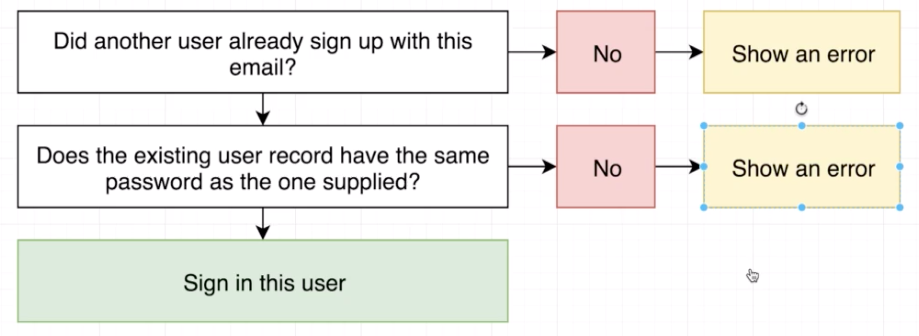 Did another user already sign up with this
email?
No
Show an error
Does the existing user record have the same
password as the one supplied?
No
Show an error
Sign in this user